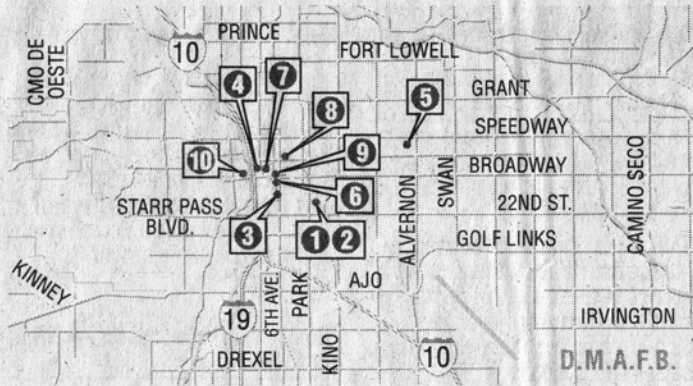 PRINCE
10
CMO DE
OESTE
FORT LOWELL
4
7
8
5
GRANT
SPEEDWAY
10
9
BROADWAY
SWAN
ALVERNON
CAMINO SECO
STARR PASS
BLVD.
6
22ND ST.
3
1 2
GOLF LINKS
KINNEY
AJO
6TH AVE.
PARK
19
IRVINGTON
DREXEL
KINO
10
D.M.A.F.B.